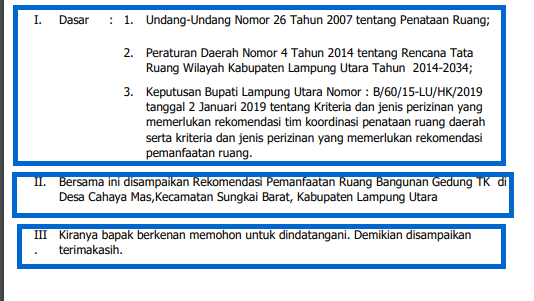 I. Dasar : 1. Undang-Undang Nomor 26 Tahun 2007 tentang Penataan Ruang;
2. Peraturan Daerah Nomor 4 Tahun 2014 tentang Rencana Tata
Ruang Wilayah Kabupaten Lampung Utara Tahun 2014-2034;
3. Keputusan Bupati Lampung Utara Nomor : B/60/15-LU/HK/2019
tanggal 2 Januari 2019 tentang Kriteria dan jenis perizinan yang
memerlukan rekomendasi tim koordinasi penataan ruang daerah
serta kriteria dan jenis perizinan yang memerlukan rekomendasi
pemanfaatan ruang.
II. Bersama ini disampaikan Rekomendasi Pemanfaatan Ruang Bangunan Gedung TK di
Desa Cahaya Mas,Kecamatan Sungkai Barat, Kabupaten Lampung Utara
III Kiranya bapak berkenan memohon untuk dindatangani. Demikian disampaikan
. terimakasih.